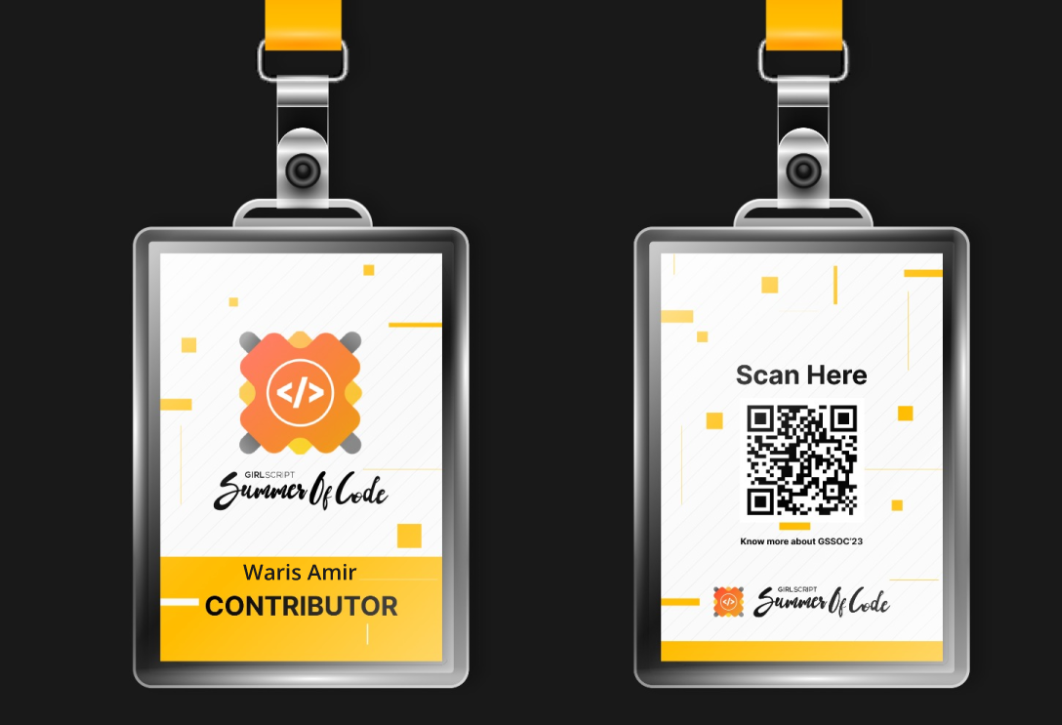 </>
GIRLSCRIPT
Summer Of Code
Waris Amir
CONTRIBUTOR
Scan Here
Know more about GSSOC'23
</>
GIRLSCRIPT
Summer Of Code